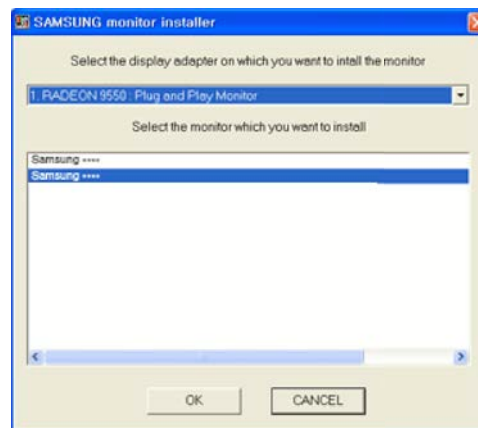 SAMSUNG monitor installer
Select the display adapter on which you want to intall the monitor
1. RADEON 9550 : Plug and Play Monitor
Select the monitor which you want to install
Samsung ****
Samsung ****
OK
CANCEL